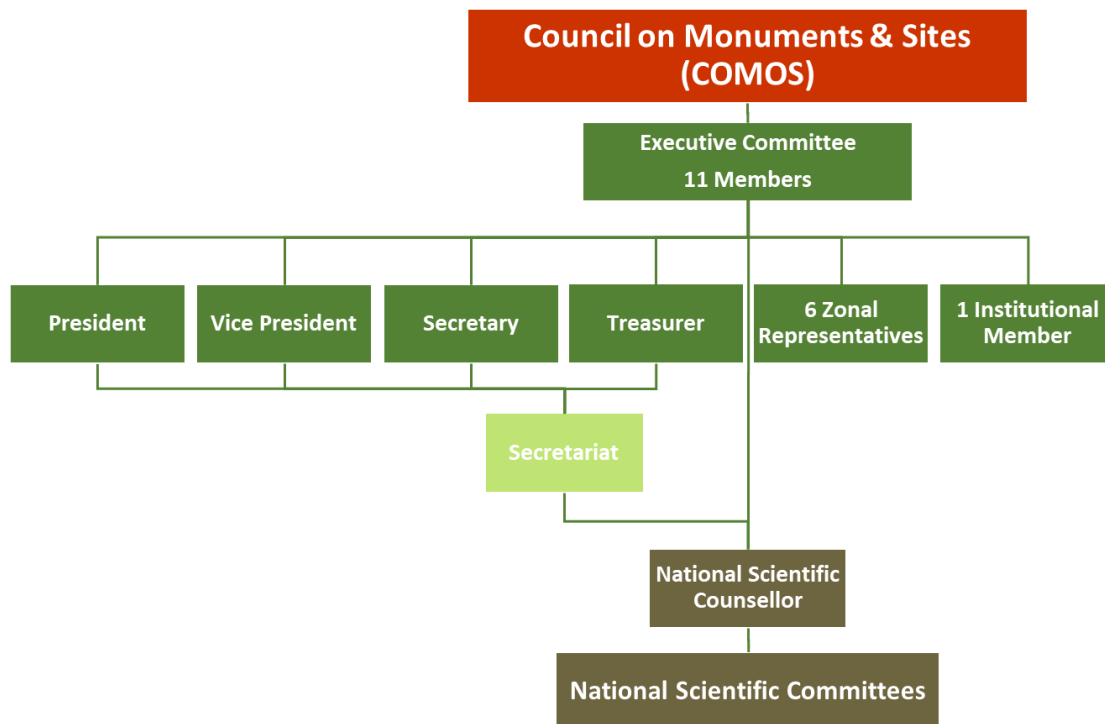 Council on Monuments & Sites
(COMOS)
Executive Committee
11 Members
President
Vice President
Secretary
Treasurer
6 Zonal
Representatives
1 Institutional
Member
Secretariat
National Scientific
Counsellor
National Scientific Committees